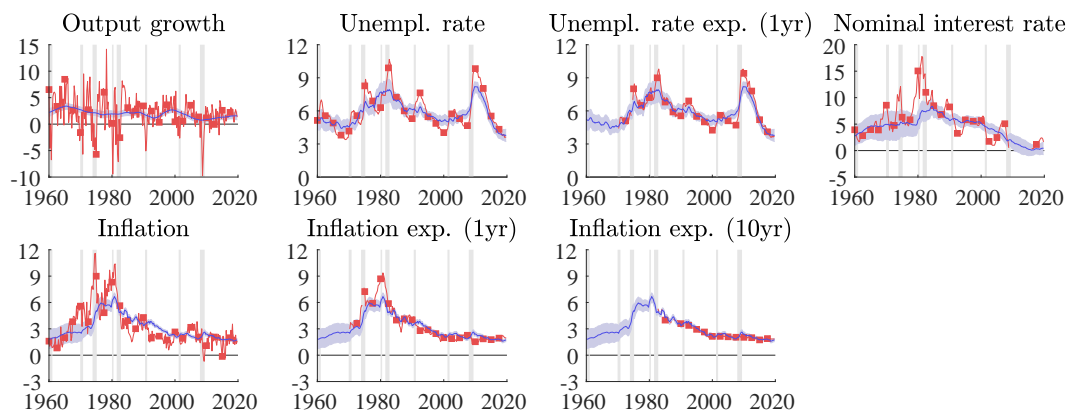 Output growth
15
10
5
0
-5
-10
1960 1980 2000 2020
Unempl. rate
12
9
6
3
0
1960 1980 2000 2020
Unempl. rate exp. (1yr)
12
9
6
3
0
1960 1980 2000 2020
Nominal interest rate
20
15
10
5
0
-5
1960 1980 2000 2020
Inflation
12
9
6
3
0
-3
1960 1980 2000 2020
Inflation exp. (1yr)
12
9
6
3
0
-3
1960 1980 2000 2020
Inflation exp. (10yr)
12
9
6
3
0
-3
1960 1980 2000 2020